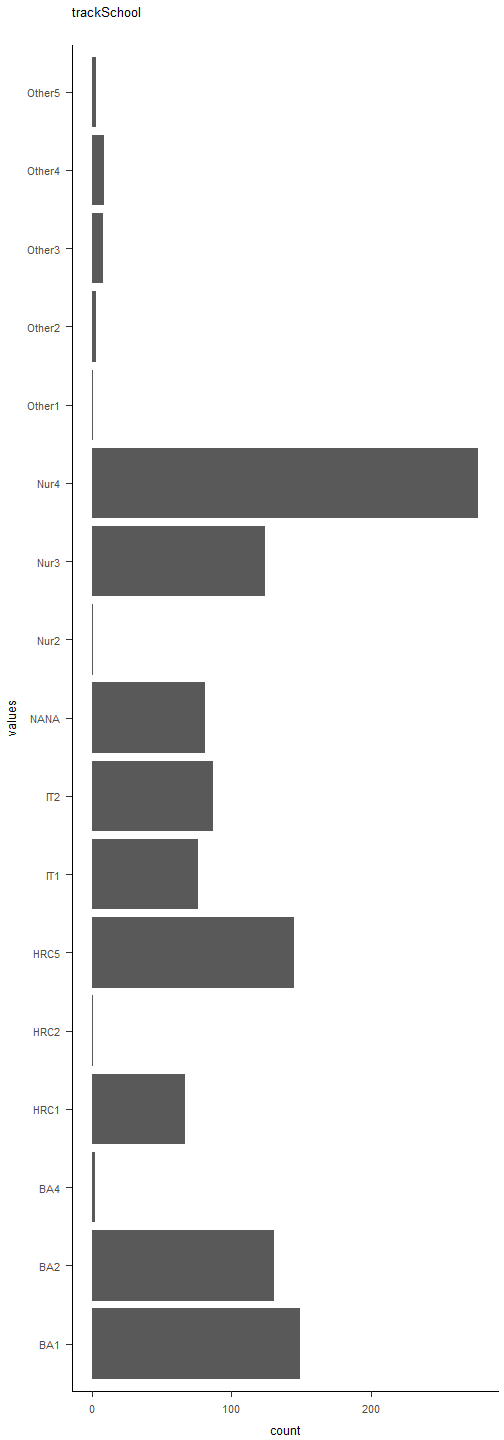 trackSchool
Other5
Other4
Other3
Other2
Other1
Nur4
Nur3
Nur2
NANA
IT2
IT1
HRC5
HRC2
HRC1
BA4
BA2
BA1
values
0 100 200
count